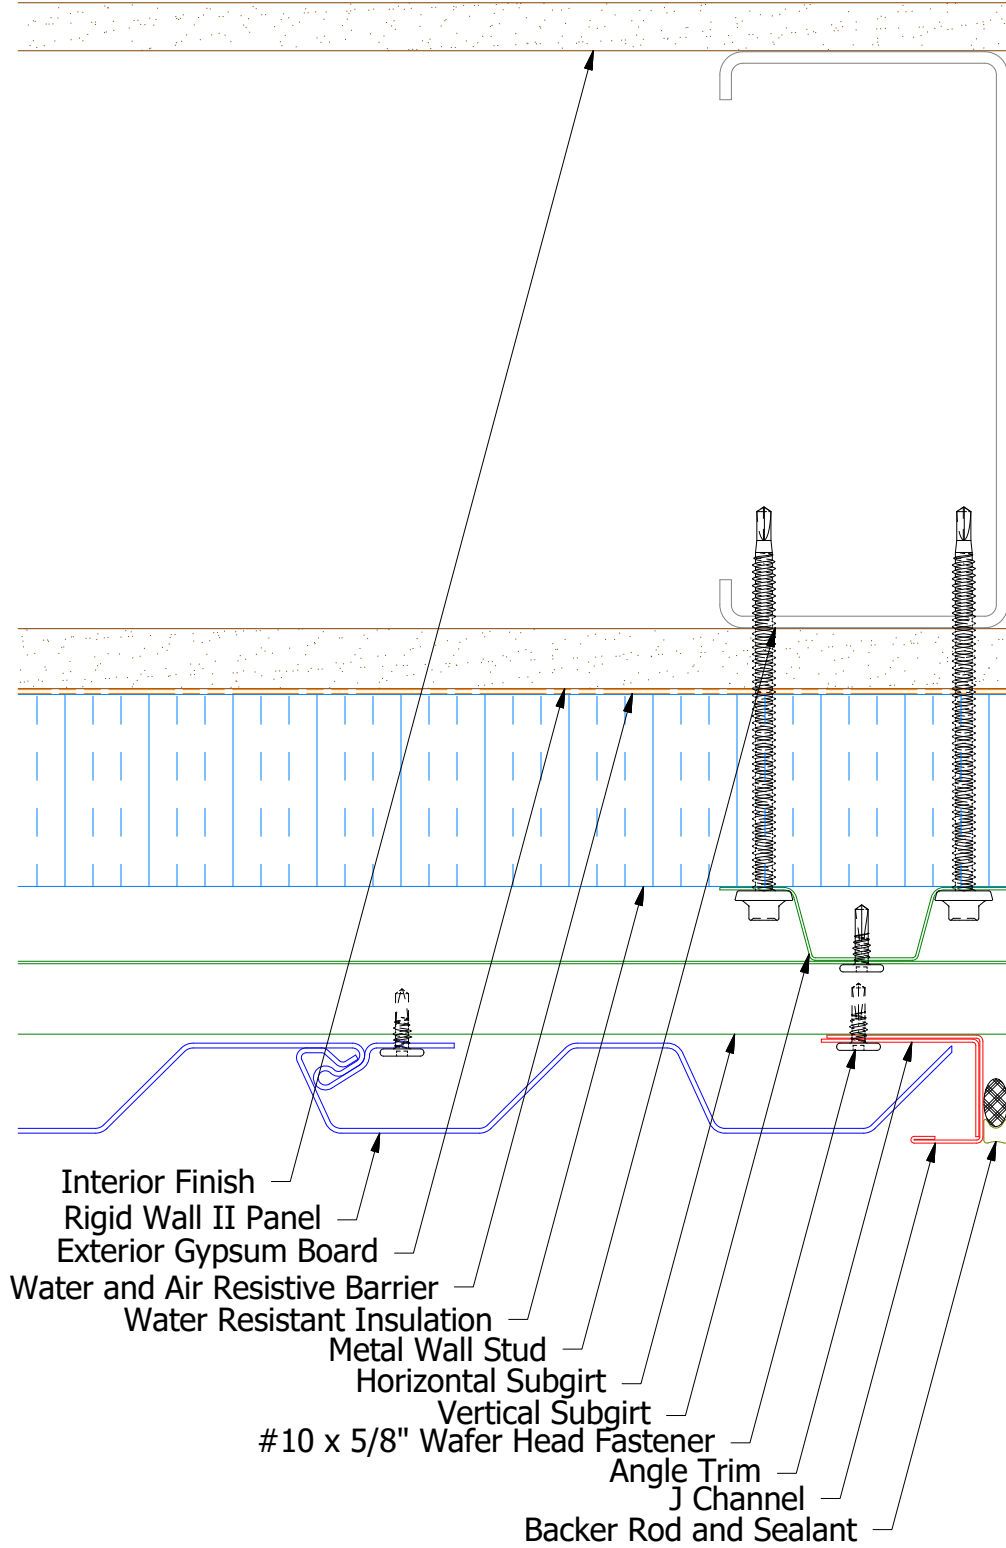 Interior Finish
Rigid Wall II Panel
Exterior Gypsum Board
Water and Air Resistive Barrier
Water Resistant Insulation
Metal Wall Stud
Horizontal Subgirt
Vertical Subgirt
#10 x 5/8" Wafer Head Fastener
Angle Trim
J Channel
Backer Rod and Sealant